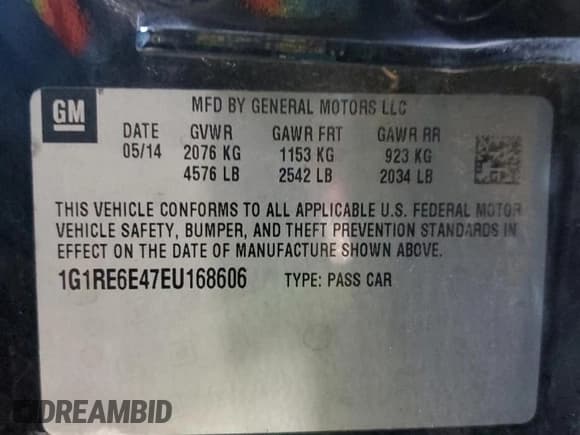 GM
MFD BY GENERAL MOTORS LLC
DATE GVWR GAWR FRT GAWR RR
05/14 2076 KG 1153 KG 923 KG
4576 LB 2542 LB 2034 LB
THIS VEHICLE CONFORMS TO ALL APPLICABLE U.S. FEDERAL MOTOR
VEHICLE SAFETY, BUMPER, AND THEFT PREVENTION STANDARDS IN
EFFECT ON THE DATE OF MANUFACTURE SHOWN ABOVE.
1G1RE6E47EU168606 TYPE: PASS CAR
DREAMBID